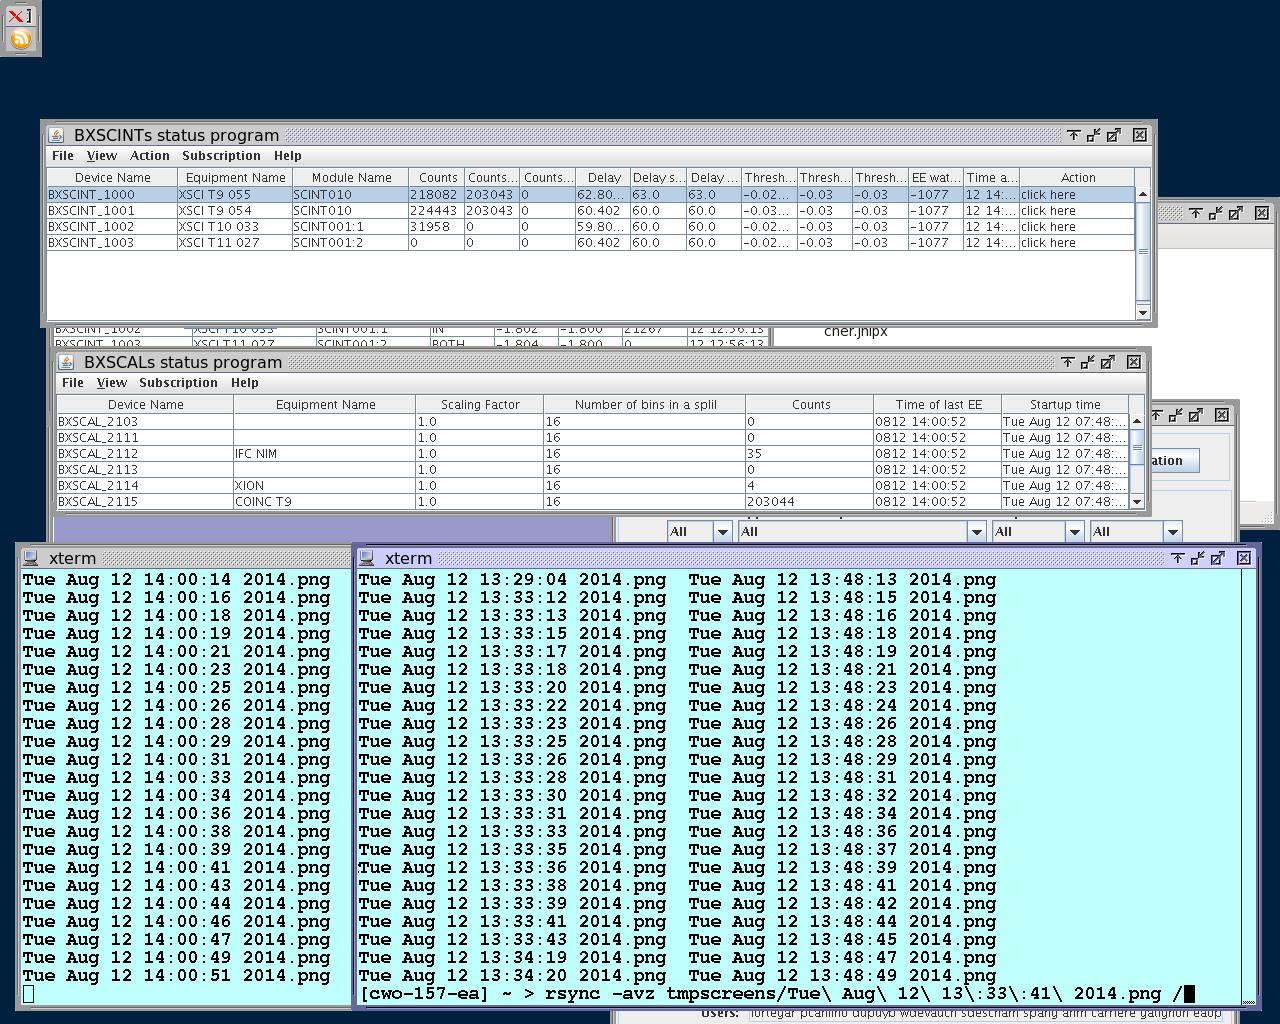 BXSCINTs status program
File View Action Subscription Help
Device Name Equipment Name Module Name Counts Counts... Counts... Delay Delay s... Delay ... Thresh... Thresh... Thresh... EE wat... Time a... Action
BXSCINT_1000 XSCI T9 055 SCINT010 218082 203043 0 62.80... 63.0 63.0 -0.02... -0.03 -0.03 -1077 12 14:... click here
BXSCINT_1001 XSCI T9 054 SCINT010 224443 203043 0 60.402 60.0 60.0 -0.03... -0.03 -0.03 -1077 12 14:... click here
BXSCINT_1002 XSCI T10 033 SCINT001:1 31958 0 0 59.80... 60.0 60.0 -0.02... -0.03 -0.03 -1077 12 14:... click here
BXSCINT_1003 XSCI T11 027 SCINT001:2 0 0 0 60.402 60.0 60.0 -0.02... -0.03 -0.03 -1077 12 14:... click here
BXSCINT_1002 XSCI T10 033 SCINT001:1 IN -1.802 -1.800 21267 12 12:56:13
cher.jnlpx
BXSCINT_1003 XSCI T11 027 SCINT001:2 BOTH -1.804 -1.800 0 12 12:56:13
BXSCALs status program
File View Subscription Help
Device Name Equipment Name Scaling Factor Number of bins in a splil Counts Time of last EE Startup time
BXSCAL_2103 1.0 16 0 0812 14:00:52 Tue Aug 12 07:48:...
BXSCAL_2111 1.0 16 0 0812 14:00:52 Tue Aug 12 07:48:...
BXSCAL_2112 IFC NIM 1.0 16 35 0812 14:00:52 Tue Aug 12 07:48:...
BXSCAL_2113 1.0 16 0 0812 14:00:52 Tue Aug 12 07:48:...
BXSCAL_2114 XION 1.0 16 4 0812 14:00:52 Tue Aug 12 07:48:...
BXSCAL_2115 COINC T9 1.0 16 203044 0812 14:00:52 Tue Aug 12 07:48:...
ation
All All All All
xterm
Tue Aug 12 14:00:14 2014.png
Tue Aug 12 14:00:16 2014.png
Tue Aug 12 14:00:18 2014.png
Tue Aug 12 14:00:19 2014.png
Tue Aug 12 14:00:21 2014.png
Tue Aug 12 14:00:23 2014.png
Tue Aug 12 14:00:25 2014.png
Tue Aug 12 14:00:26 2014.png
Tue Aug 12 14:00:28 2014.png
Tue Aug 12 14:00:29 2014.png
Tue Aug 12 14:00:31 2014.png
Tue Aug 12 14:00:33 2014.png
Tue Aug 12 14:00:34 2014.png
Tue Aug 12 14:00:36 2014.png
Tue Aug 12 14:00:38 2014.png
Tue Aug 12 14:00:39 2014.png
Tue Aug 12 14:00:41 2014.png
Tue Aug 12 14:00:43 2014.png
Tue Aug 12 14:00:44 2014.png
Tue Aug 12 14:00:46 2014.png
Tue Aug 12 14:00:47 2014.png
Tue Aug 12 14:00:49 2014.png
Tue Aug 12 14:00:51 2014.png
xterm
Tue Aug 12 13:29:04 2014.png Tue Aug 12 13:48:13 2014.png
Tue Aug 12 13:33:12 2014.png Tue Aug 12 13:48:15 2014.png
Tue Aug 12 13:33:13 2014.png Tue Aug 12 13:48:16 2014.png
Tue Aug 12 13:33:15 2014.png Tue Aug 12 13:48:18 2014.png
Tue Aug 12 13:33:17 2014.png Tue Aug 12 13:48:19 2014.png
Tue Aug 12 13:33:18 2014.png Tue Aug 12 13:48:21 2014.png
Tue Aug 12 13:33:20 2014.png Tue Aug 12 13:48:23 2014.png
Tue Aug 12 13:33:22 2014.png Tue Aug 12 13:48:24 2014.png
Tue Aug 12 13:33:23 2014.png Tue Aug 12 13:48:26 2014.png
Tue Aug 12 13:33:25 2014.png Tue Aug 12 13:48:28 2014.png
Tue Aug 12 13:33:26 2014.png Tue Aug 12 13:48:29 2014.png
Tue Aug 12 13:33:28 2014.png Tue Aug 12 13:48:31 2014.png
Tue Aug 12 13:33:30 2014.png Tue Aug 12 13:48:32 2014.png
Tue Aug 12 13:33:31 2014.png Tue Aug 12 13:48:34 2014.png
Tue Aug 12 13:33:33 2014.png Tue Aug 12 13:48:36 2014.png
Tue Aug 12 13:33:35 2014.png Tue Aug 12 13:48:37 2014.png
Tue Aug 12 13:33:36 2014.png Tue Aug 12 13:48:39 2014.png
Tue Aug 12 13:33:38 2014.png Tue Aug 12 13:48:41 2014.png
Tue Aug 12 13:33:39 2014.png Tue Aug 12 13:48:42 2014.png
Tue Aug 12 13:33:41 2014.png Tue Aug 12 13:48:44 2014.png
Tue Aug 12 13:33:43 2014.png Tue Aug 12 13:48:45 2014.png
Tue Aug 12 13:34:19 2014.png Tue Aug 12 13:48:47 2014.png
Tue Aug 12 13:34:20 2014.png Tue Aug 12 13:48:49 2014.png
[cwo-157-ea] ~ > rsync -avz tmpscreens/Tue\ Aug\ 12\ 13\:33\:41\ 2014.png /
Users: